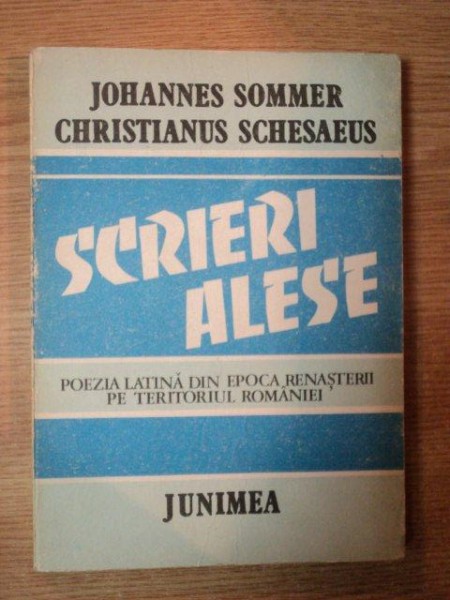 JOHANNES SOMMER
CHRISTIANUS SCHESAEUS
SCRIERI
ALESE
POEZIA LATINĂ DIN EPOCA RENAȘTERII
PE TERITORIUL ROMÂNIEI
JUNIMEA